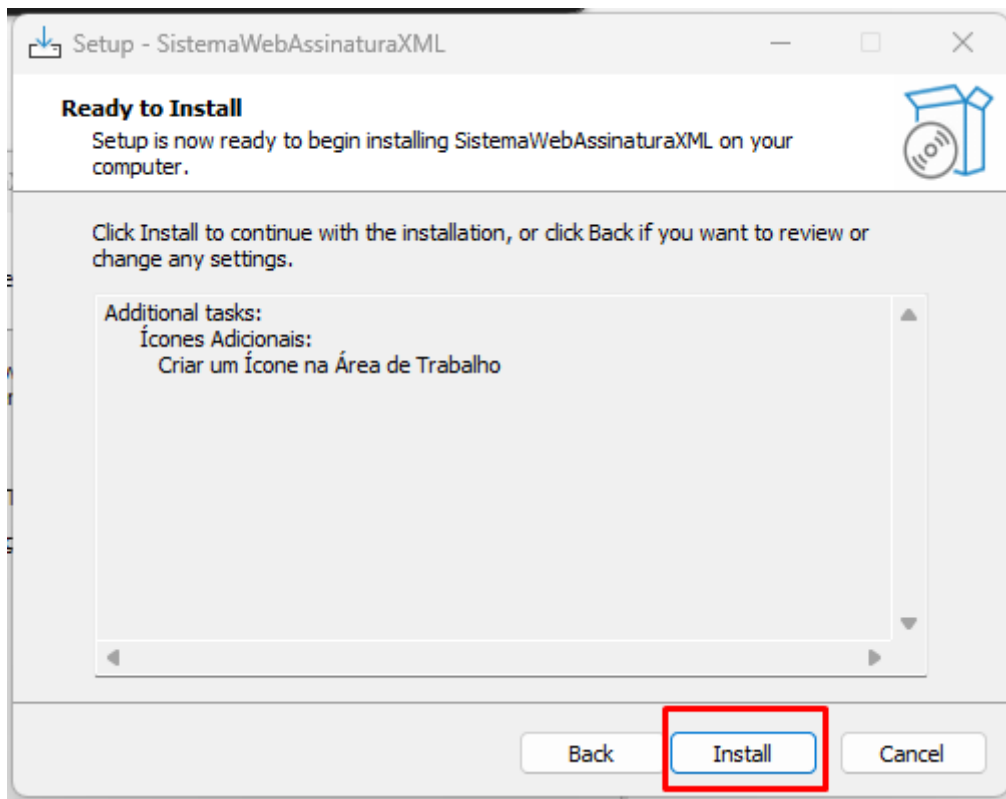 Setup - SistemaWebAssinaturaXML
Ready to Install
Setup is now ready to begin installing SistemaWebAssinaturaXML on your
computer.
Click Install to continue with the installation, or click Back if you want to review or
change any settings.
Additional tasks:
Ícones Adicionais:
Criar um Ícone na Área de Trabalho
Back
Install
Cancel